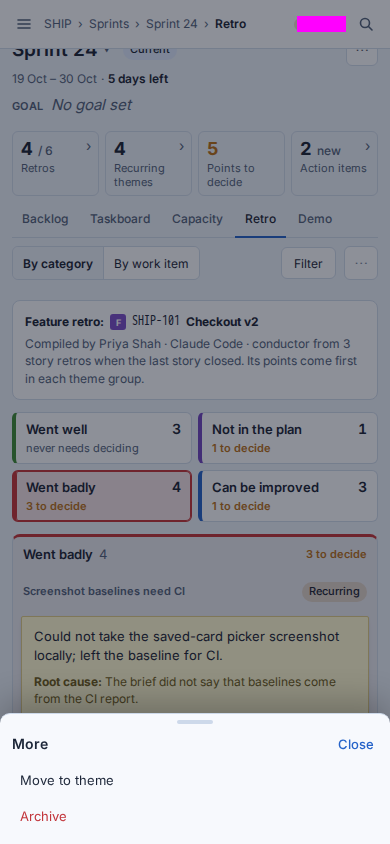 SHIP › Sprints › Sprint 24 › Retro
Sprint 24
Current
...
19 Oct – 30 Oct · 5 days left
GOAL No goal set
4 / 6 ›
Retros
4 ›
Recurring
themes
5
Points to
decide
2 new ›
Action items
Backlog Taskboard Capacity Retro Demo
By category By work item Filter ...
Feature retro: F SHIP-101 Checkout v2
Compiled by Priya Shah · Claude Code · conductor from 3
story retros when the last story closed. Its points come first
in each theme group.
Went well 3
never needs deciding
Not in the plan 1
1 to decide
Went badly 4
3 to decide
Can be improved 3
1 to decide
Went badly 4 3 to decide
Screenshot baselines need CI Recurring
Could not take the saved-card picker screenshot
locally; left the baseline for CI.
Root cause: The brief did not say that baselines come
from the CI report.
More Close
Move to theme
Archive